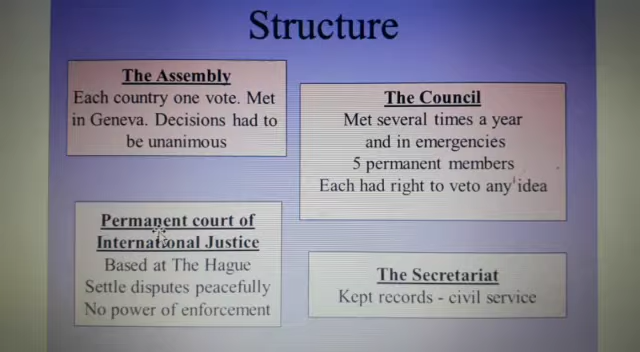 Structure
The Assembly
Each country one vote. Met
in Geneva. Decisions had to
be unanimous
The Council
Met several times a year
and in emergencies
5 permanent members
Each had right to veto any idea
Permanent court of
International Justice
Based at The Hague
Settle disputes peacefully
No power of enforcement
The Secretariat
Kept records - civil service